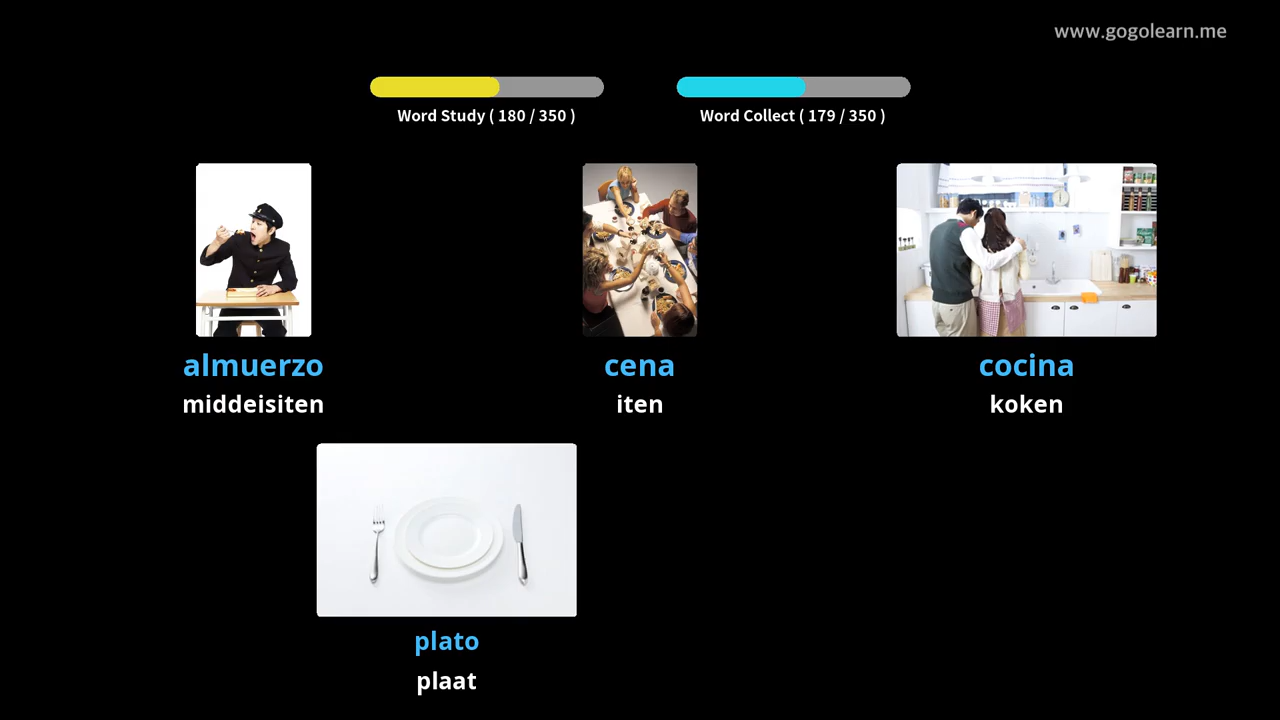 www.gogolearn.me
Word Study ( 180 / 350 )
Word Collect ( 179 / 350 )
almuerzo
middeisiten
cena
iten
cocina
koken
plato
plaat